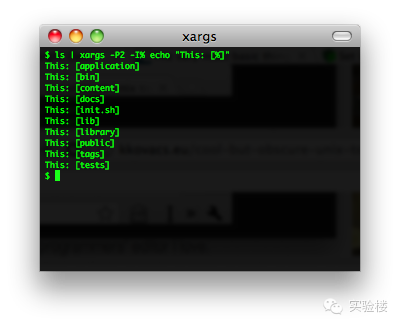 xargs
$ ls | xargs -P2 -I% echo "This: [%]"
This: [application]
This: [bin]
This: [content]
This: [docs]
This: [init.sh]
This: [lib]
This: [library]
This: [public]
This: [tags]
This: [tests]
$
实验楼